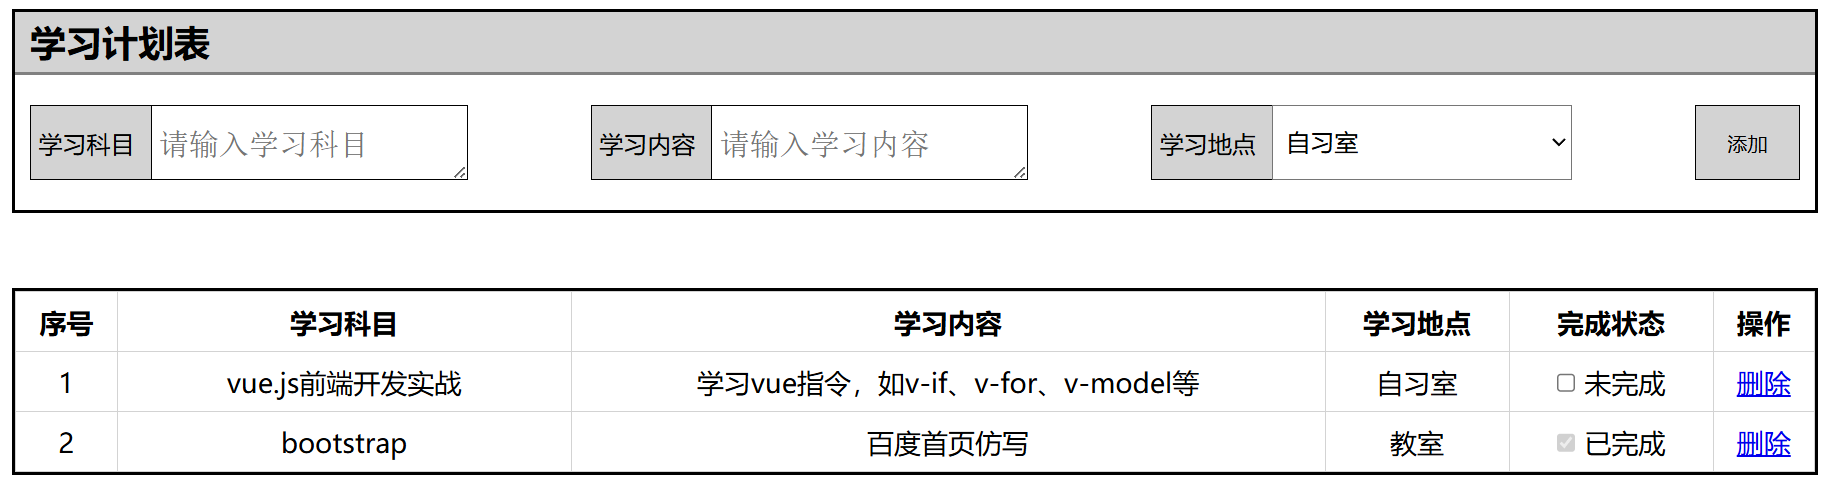 学习计划表
学习科目 请输入学习科目 学习内容 请输入学习内容 学习地点 自习室 添加
序号 学习科目 学习内容 学习地点 完成状态 操作
1 vue.js前端开发实战 学习vue指令，如v-if、v-for、v-model等 自习室 未完成 删除
2 bootstrap 百度首页仿写 教室 已完成 删除